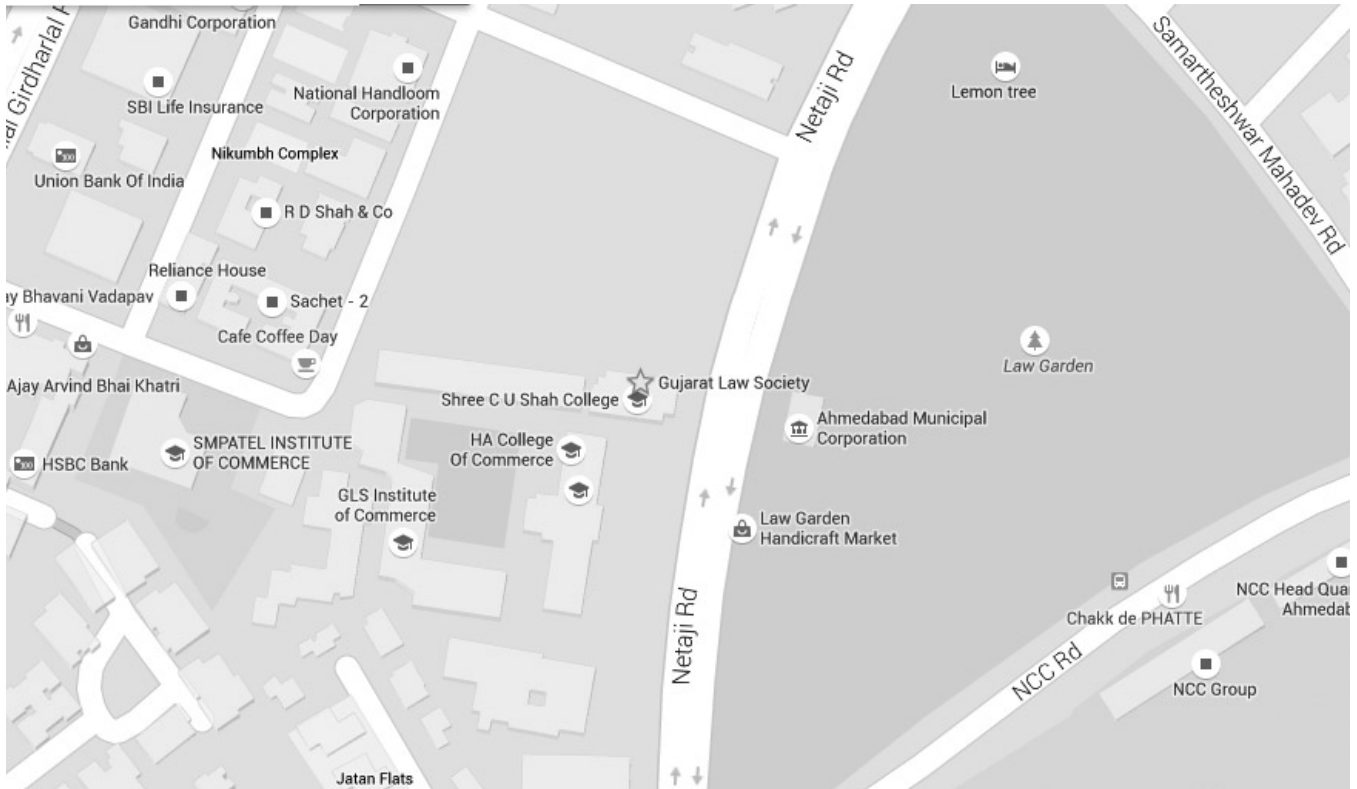 Gandhi Corporation
Netaji Rd
Samartheshwar Mahadev Rd
SBI Life Insurance
National Handloom
Corporation
Lemon tree
Nikumbh Complex
Union Bank Of India
R D Shah & Co
Reliance House
Bhavani Vadapav
Sachet - 2
Cafe Coffee Day
Law Garden
Ajay Arvind Bhai Khatri
Gujarat Law Society
Shree C U Shah College
Ahmedabad Municipal
Corporation
SMPATEL INSTITUTE
OF COMMERCE
HA College
Of Commerce
HSBC Bank
GLS Institute
of Commerce
Law Garden
Handicraft Market
Netaji Rd
Chakk de PHATTE
NCC Head
NCC Rd
NCC Group
Jatan Flats